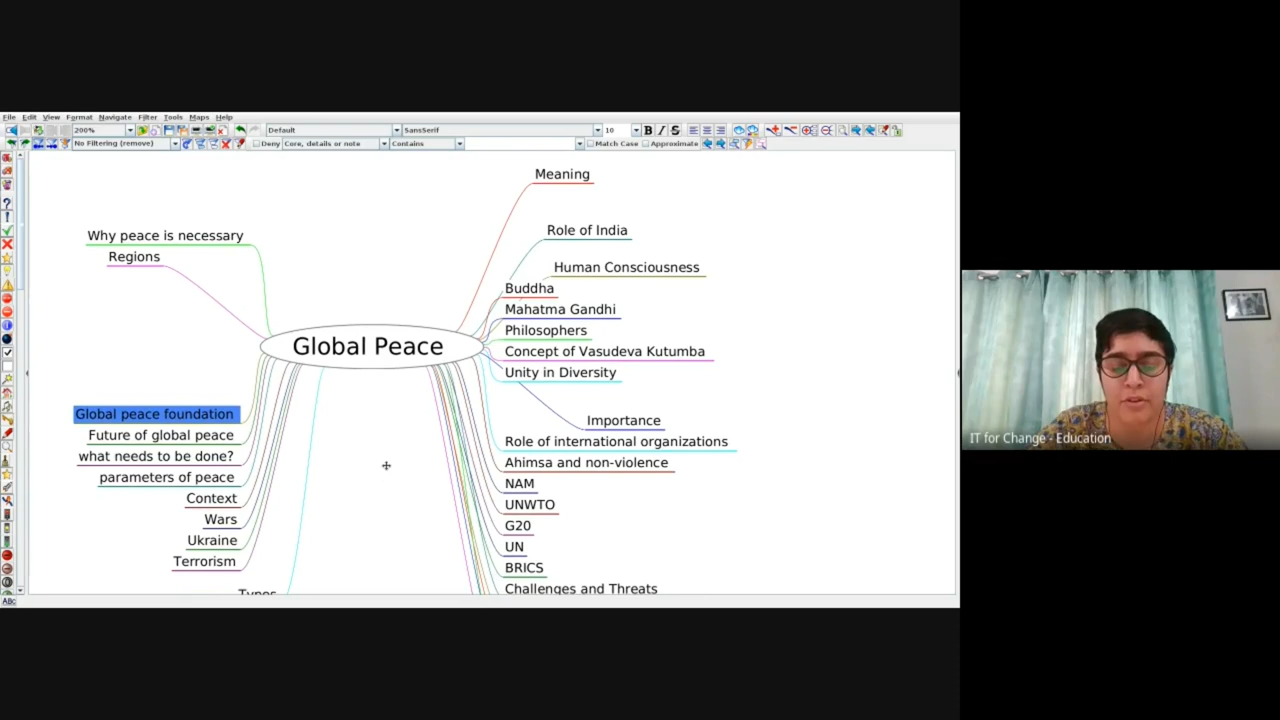 File Edit View Format Navigate Filter Tools Maps Help
200% Default SansSerif 10
No Filtering (remove) Deny Core, details or note Contains Match Case Approximate
Meaning
Role of India
Why peace is necessary
Regions
Human Consciousness
Buddha
Mahatma Gandhi
Philosophers
Global Peace
Concept of Vasudeva Kutumba
Unity in Diversity
Global peace foundation
Importance
Future of global peace
Role of international organizations
what needs to be done?
Ahimsa and non-violence
parameters of peace
NAM
Context
UNWTO
Wars
G20
Ukraine
UN
Terrorism
BRICS
Challenges and Threats
Types
ABc
IT for Change - Education